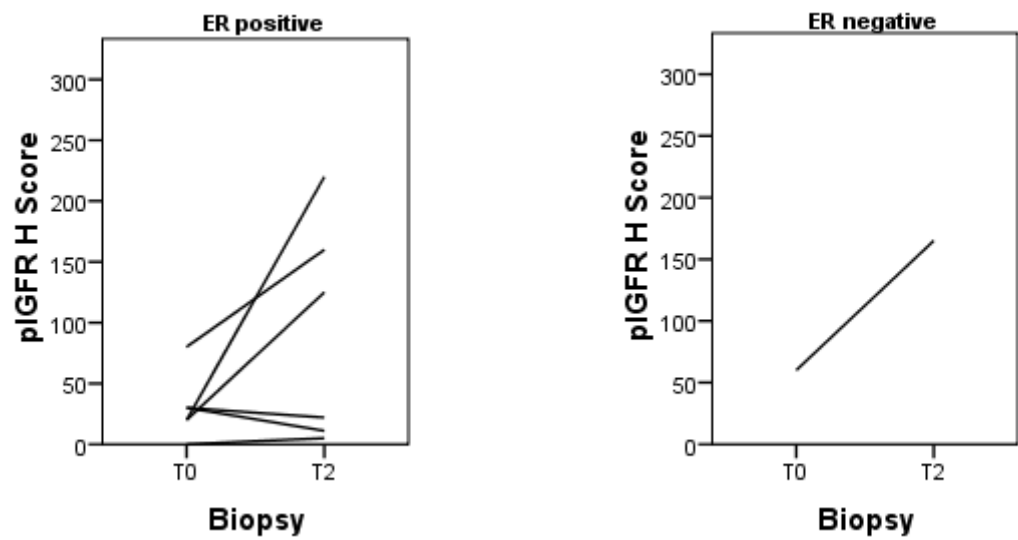 ER positive
pIGFR H Score
300
250
200
150
100
50
0
T0 T2
Biopsy
ER negative
pIGFR H Score
300
250
200
150
100
50
0
T0 T2
Biopsy